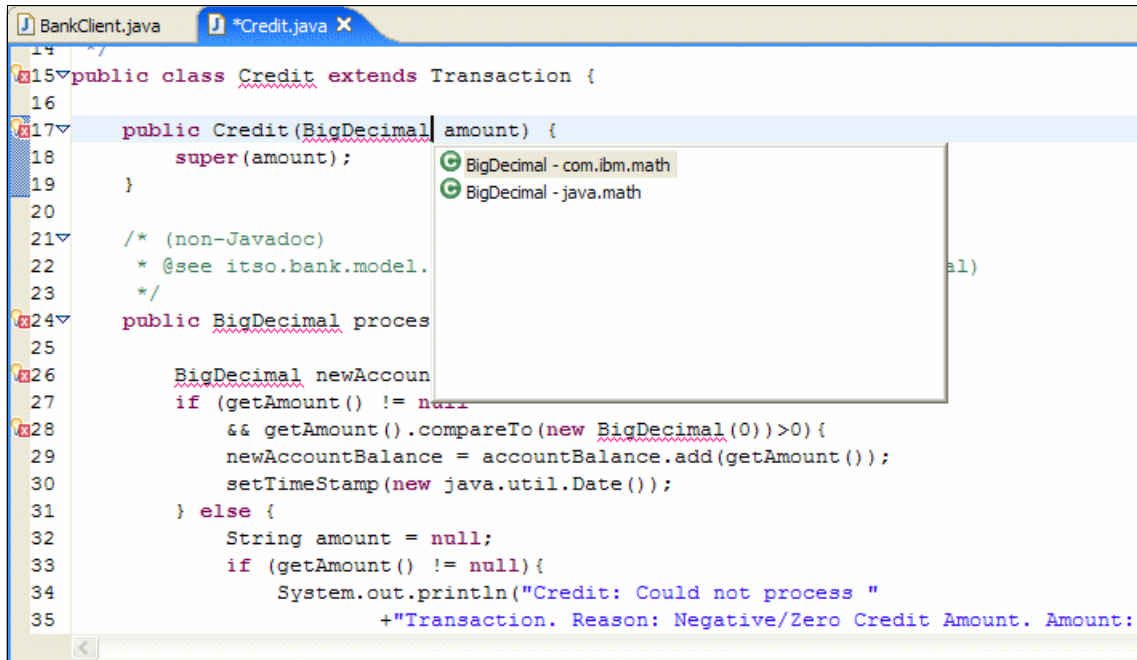 BankClient.java *Credit.java
14 */
15 public class Credit extends Transaction {
16
17 public Credit(BigDecimal amount) {
18 super(amount);
BigDecimal - com.ibm.math
19 }
BigDecimal - java.math
20
21 /* (non-Javadoc)
22 * @see itso.bank.model. al)
23 */
24 public BigDecimal proces
25
26 BigDecimal newAccoun
27 if (getAmount() != null
28 && getAmount().compareTo(new BigDecimal(0))>0){
29 newAccountBalance = accountBalance.add(getAmount());
30 setTimeStamp(new java.util.Date());
31 } else {
32 String amount = null;
33 if (getAmount() != null){
34 System.out.println("Credit: Could not process "
35 +"Transaction. Reason: Negative/Zero Credit Amount. Amount: